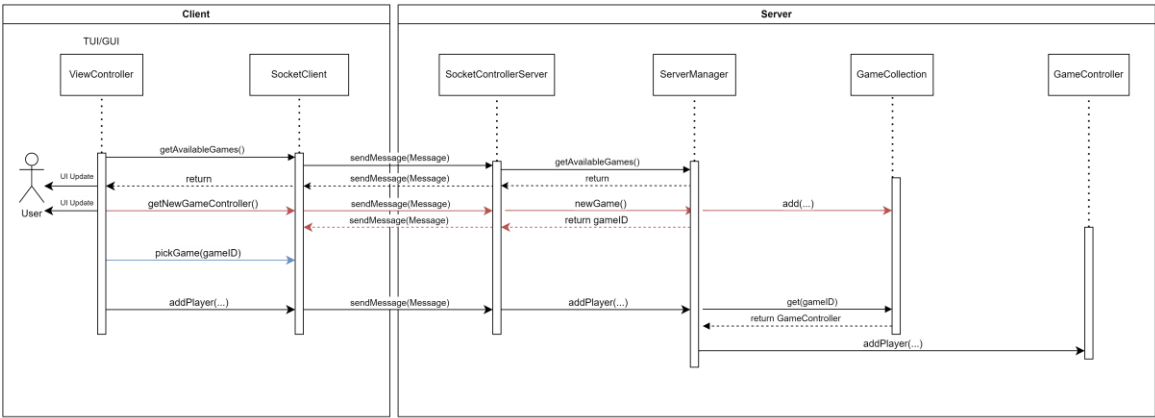 Client
Server
TUI/GUI
ViewController
SocketClient
SocketControllerServer
ServerManager
GameCollection
GameController
getAvailableGames()
sendMessage(Message)
getAvailableGames()
UI Update
return
sendMessage(Message)
return
UI Update
getNewGameController()
sendMessage(Message)
newGame()
add(...)
User
sendMessage(Message)
return gameID
pickGame(gameID)
addPlayer(...)
sendMessage(Message)
addPlayer(...)
get(gameID)
return GameController
addPlayer(...)